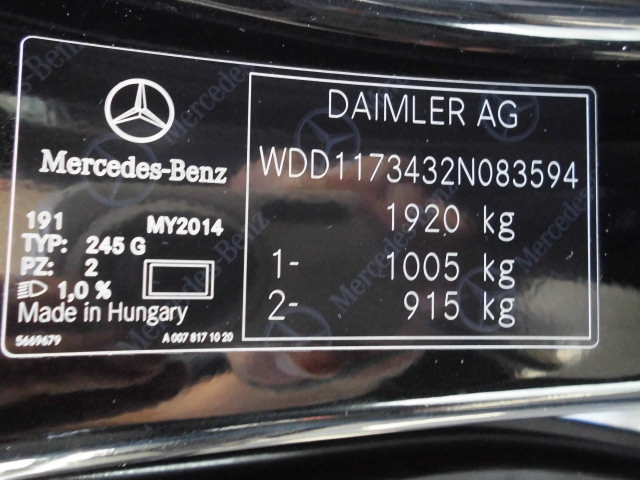 Mercedes-Benz
191 MY2014
TYP: 245 G
PZ: 2
1,0 %
Made in Hungary
5669679 A 007 817 10 20
DAIMLER AG
WDD1173432N083594
1920 kg
1- 1005 kg
2- 915 kg